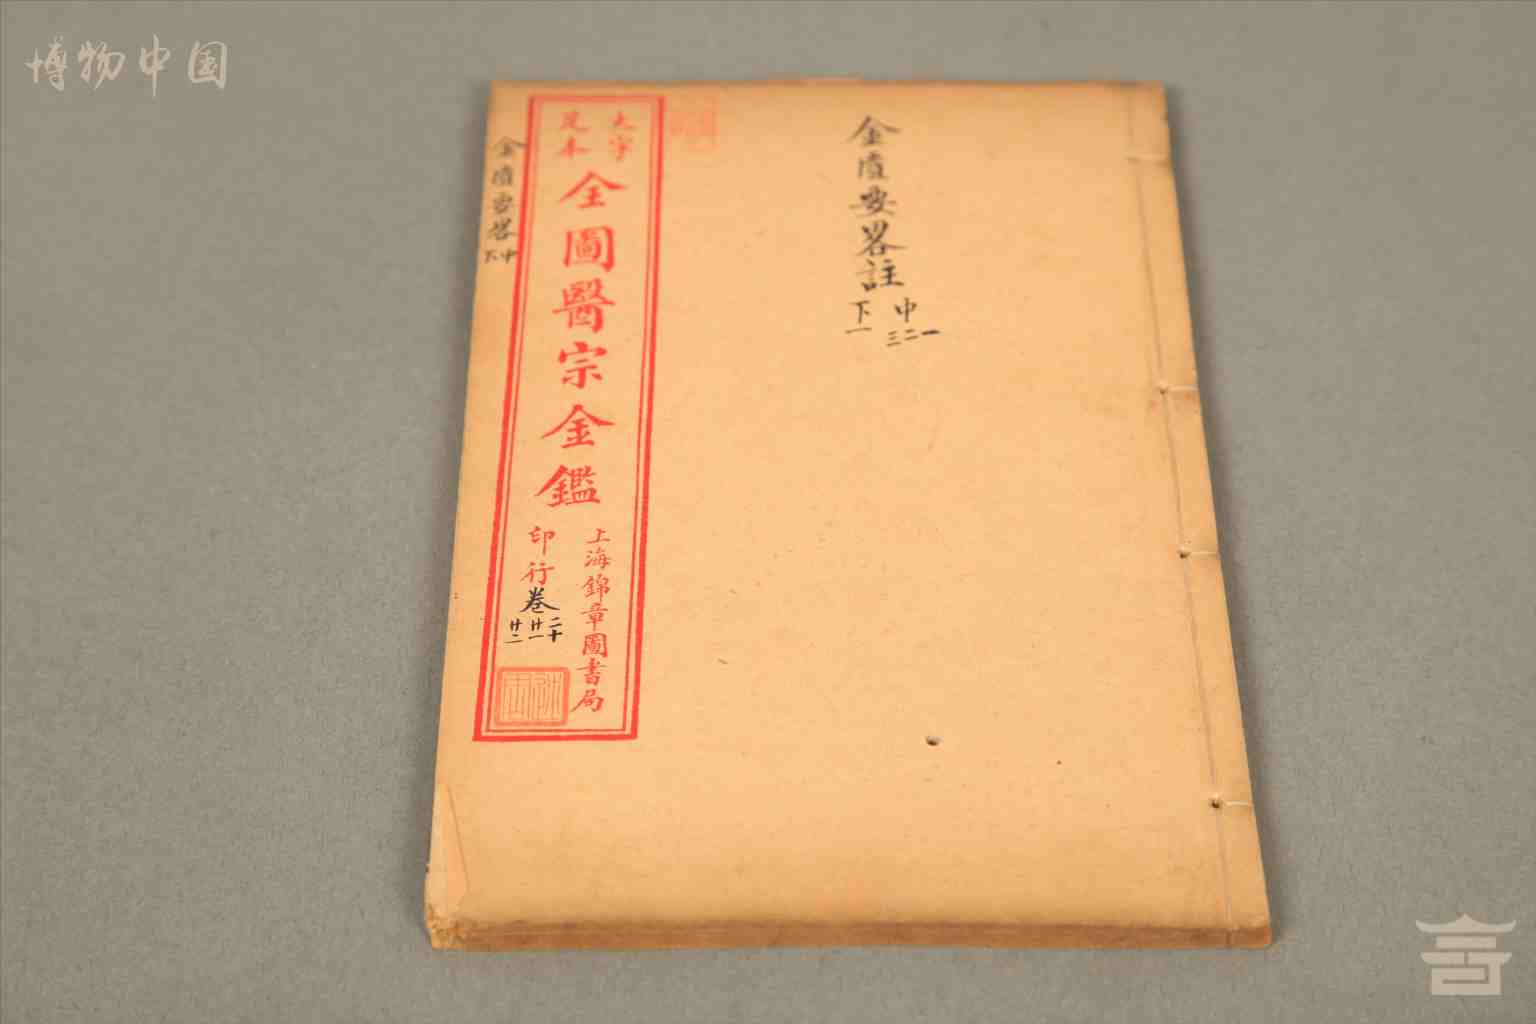 博物中国
金匱要畧註
中
一二三
下
一
大字
足本
全圖醫宗金鑑
上海錦章圖書局
印行
卷
二十
廿一
廿二
金匱要畧
中
下